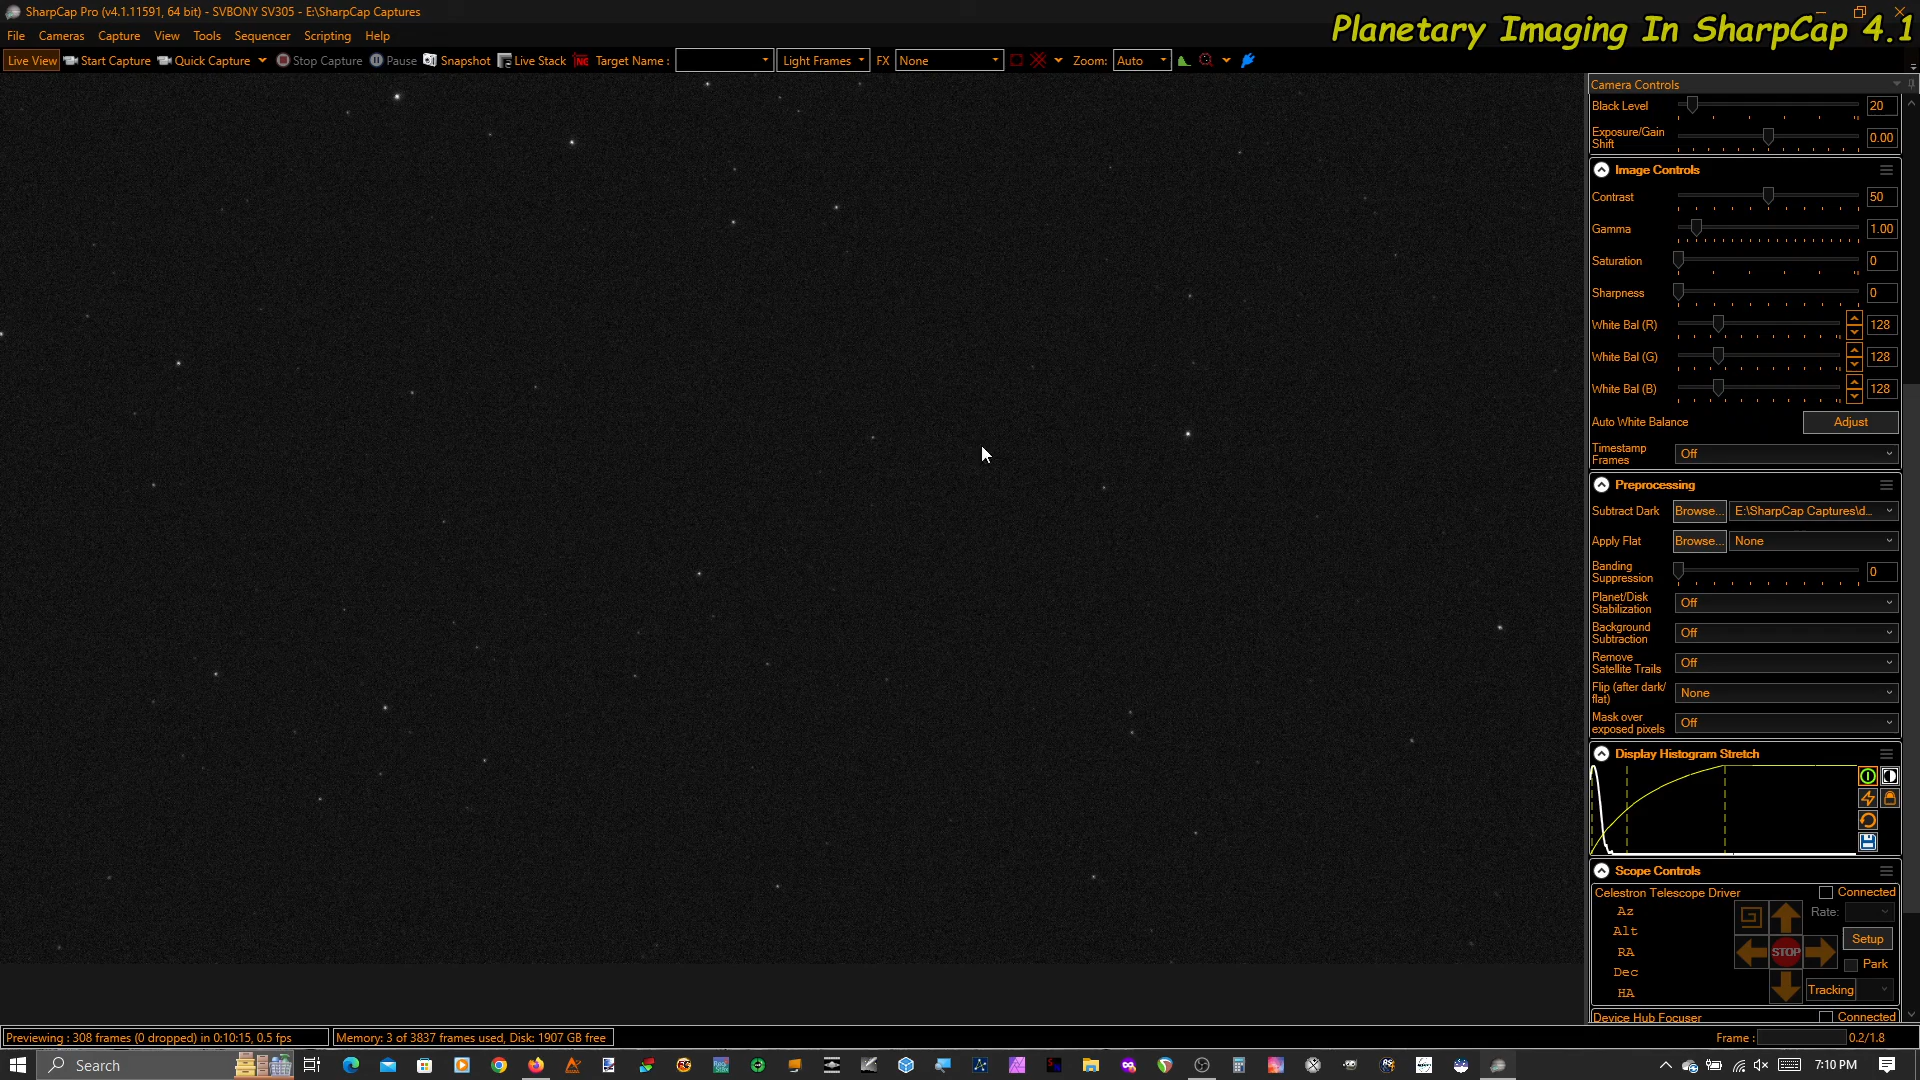 SharpCap Pro (v4.1.11591, 64 bit) - SVBONY SV305 - E:\SharpCap Captures
Planetary Imaging In SharpCap 4.1
File Cameras Capture View Tools Sequencer Scripting Help
Live View Start Capture Quick Capture Stop Capture Pause Snapshot Live Stack NC Target Name : Light Frames FX None Zoom: Auto
Camera Controls
Black Level 20
Exposure/Gain
Shift 0.00
Image Controls
Contrast 50
Gamma 1.00
Saturation 0
Sharpness 0
White Bal (R) 128
White Bal (G) 128
White Bal (B) 128
Auto White Balance Adjust
Timestamp
Frames Off
Preprocessing
Subtract Dark Browse... E:\SharpCap Captures\d...
Apply Flat Browse... None
Banding
Suppression 0
Planet/Disk
Stabilization Off
Background
Subtraction Off
Remove
Satellite Trails Off
Flip (after dark/
flat) None
Mask over
exposed pixels Off
Display Histogram Stretch
Scope Controls
Celestron Telescope Driver Connected
Az Rate:
Alt Setup
RA STOP
Dec Park
HA Tracking
Device Hub Focuser Connected
Previewing : 308 frames (0 dropped) in 0:10:15, 0.5 fps Memory: 3 of 3837 frames used, Disk: 1907 GB free Frame : 0.2/1.8
Search 7:10 PM